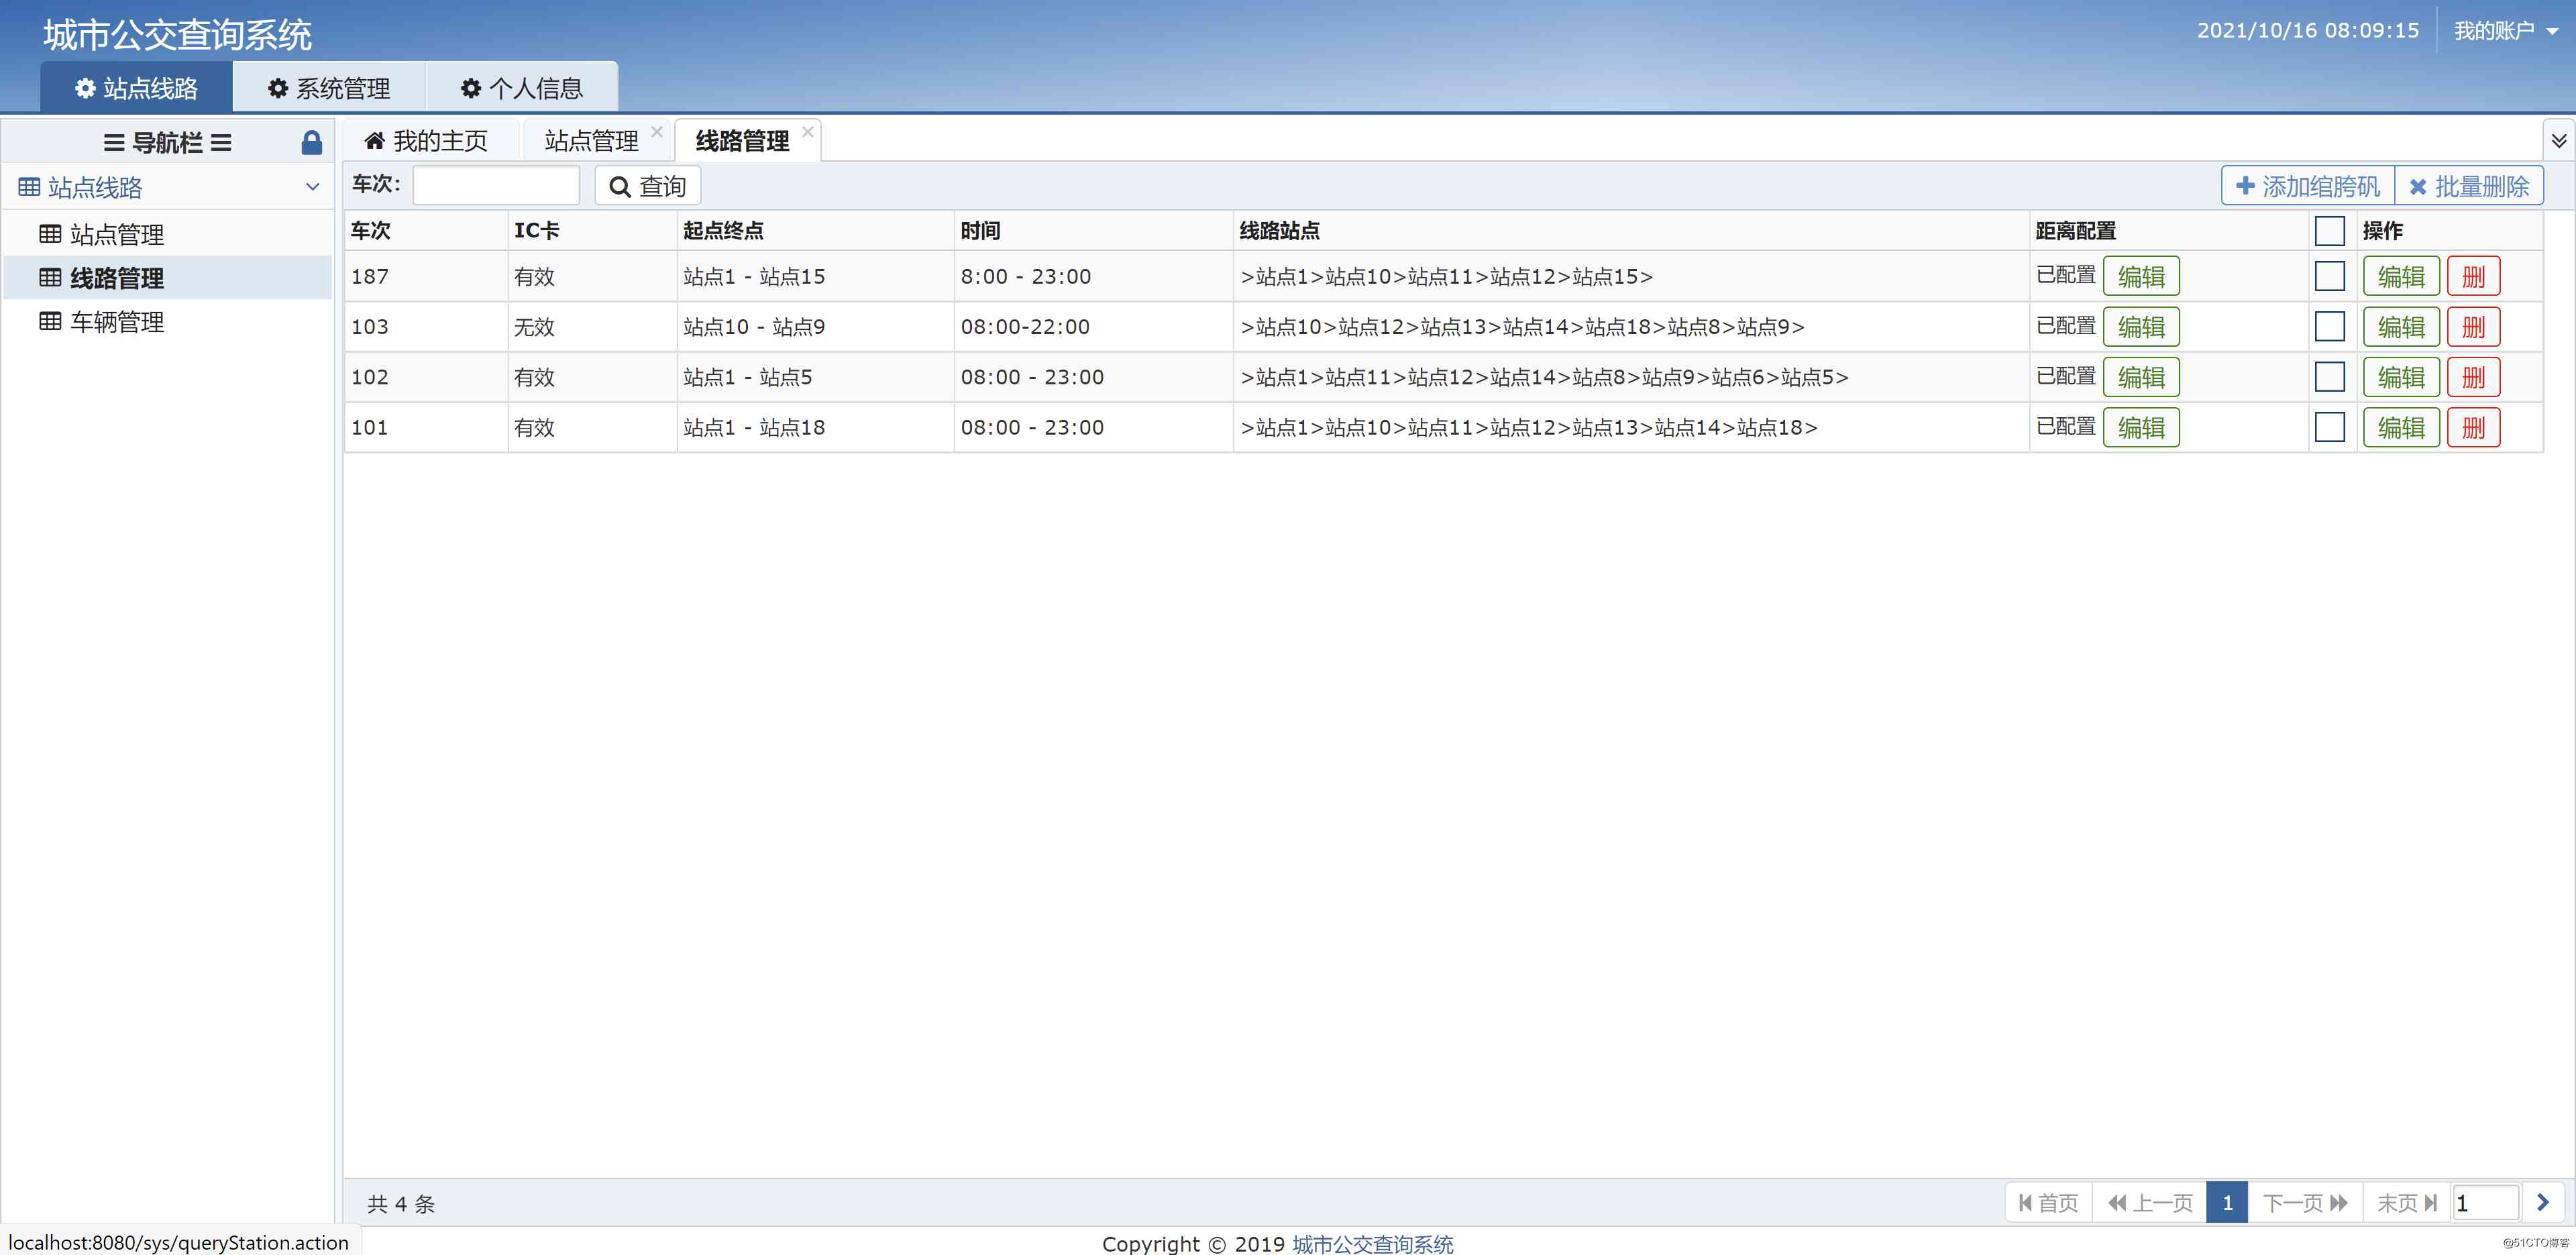 城市公交查询系统
2021/10/16 08:09:15 我的账户
站点线路 系统管理 个人信息
导航栏
我的主页 站点管理 线路管理
站点线路
站点管理
线路管理
车辆管理
车次: 查询 添加绾胯矾 批量删除
车次 IC卡 起点终点 时间 线路站点 距离配置 操作
187 有效 站点1 - 站点15 8:00 - 23:00 >站点1>站点10>站点11>站点12>站点15> 已配置 编辑 编辑 删
103 无效 站点10 - 站点9 08:00-22:00 >站点10>站点12>站点13>站点14>站点18>站点8>站点9> 已配置 编辑 编辑 删
102 有效 站点1 - 站点5 08:00 - 23:00 >站点1>站点11>站点12>站点14>站点8>站点9>站点6>站点5> 已配置 编辑 编辑 删
101 有效 站点1 - 站点18 08:00 - 23:00 >站点1>站点10>站点11>站点12>站点13>站点14>站点18> 已配置 编辑 编辑 删
共 4 条 首页 上一页 1 下一页 末页 1
localhost:8080/sys/queryStation.action
Copyright © 2019 城市公交查询系统
@51CTO博客